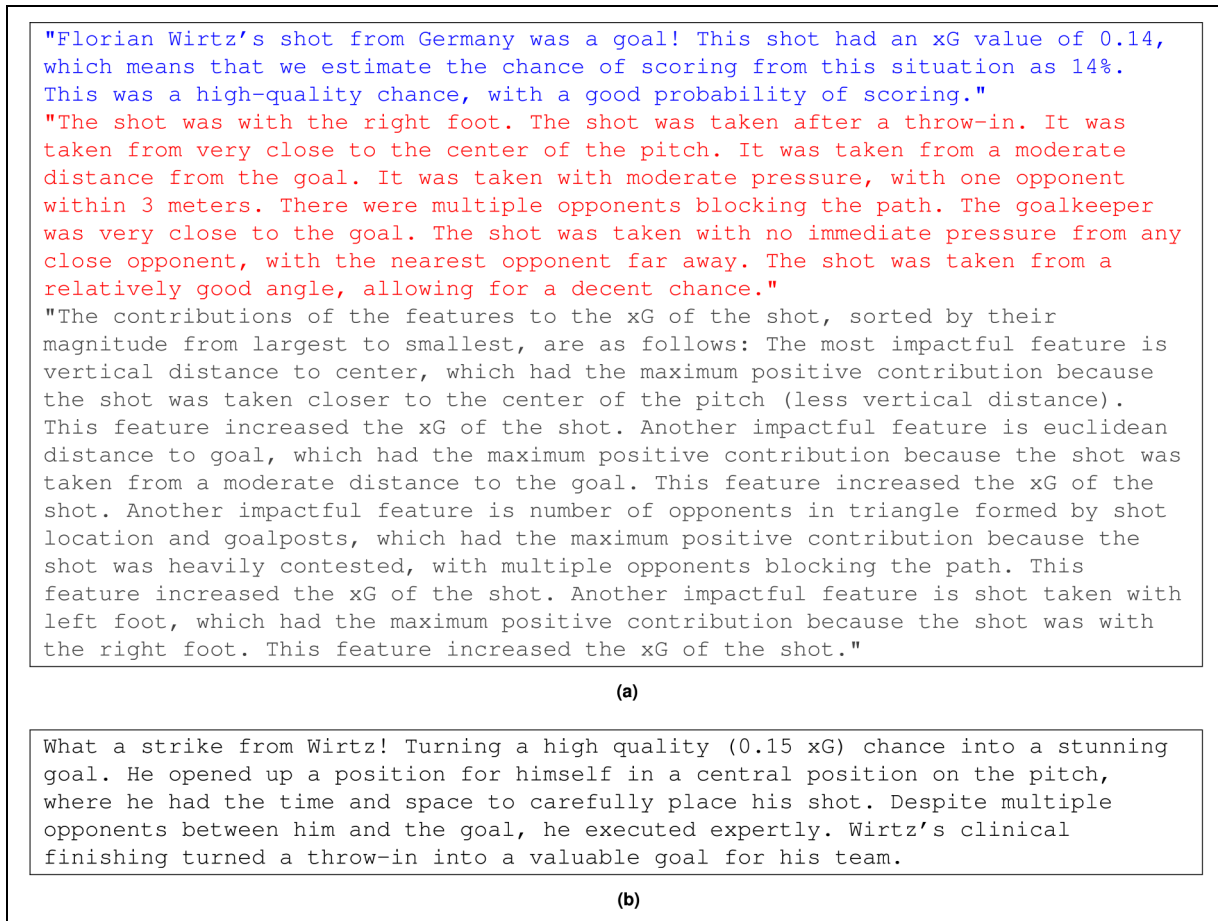 "Florian Wirtz's shot from Germany was a goal! This shot had an xG value of 0.14,
which means that we estimate the chance of scoring from this situation as 14%.
This was a high-quality chance, with a good probability of scoring."
"The shot was with the right foot. The shot was taken after a throw-in. It was
taken from very close to the center of the pitch. It was taken from a moderate
distance from the goal. It was taken with moderate pressure, with one opponent
within 3 meters. There were multiple opponents blocking the path. The goalkeeper
was very close to the goal. The shot was taken with no immediate pressure from any
close opponent, with the nearest opponent far away. The shot was taken from a
relatively good angle, allowing for a decent chance."
"The contributions of the features to the xG of the shot, sorted by their
magnitude from largest to smallest, are as follows: The most impactful feature is
vertical distance to center, which had the maximum positive contribution because
the shot was taken closer to the center of the pitch (less vertical distance).
This feature increased the xG of the shot. Another impactful feature is euclidean
distance to goal, which had the maximum positive contribution because the shot was
taken from a moderate distance to the goal. This feature increased the xG of the
shot. Another impactful feature is number of opponents in triangle formed by shot
location and goalposts, which had the maximum positive contribution because the
shot was heavily contested, with multiple opponents blocking the path. This
feature increased the xG of the shot. Another impactful feature is shot taken with
left foot, which had the maximum positive contribution because the shot was with
the right foot. This feature increased the xG of the shot."
(a)
What a strike from Wirtz! Turning a high quality (0.15 xG) chance into a stunning
goal. He opened up a position for himself in a central position on the pitch,
where he had the time and space to carefully place his shot. Despite multiple
opponents between him and the goal, he executed expertly. Wirtz's clinical
finishing turned a throw-in into a valuable goal for his team.
(b)